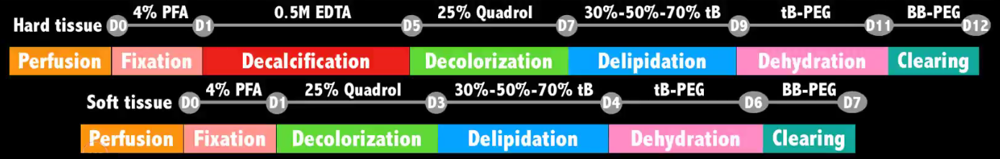 4% PFA 0.5M EDTA 25% Quadrol 30%-50%-70% tB tB-PEG BB-PEG
Hard tissue D0 D1 D5 D7 D9 D11 D12
Perfusion Fixation Decalcification Decolorization Delipidation Dehydration Clearing
4% PFA 25% Quadrol 30%-50%-70% tB tB-PEG BB-PEG
Soft tissue D0 D1 D3 D4 D6 D7
Perfusion Fixation Decolorization Delipidation Dehydration Clearing